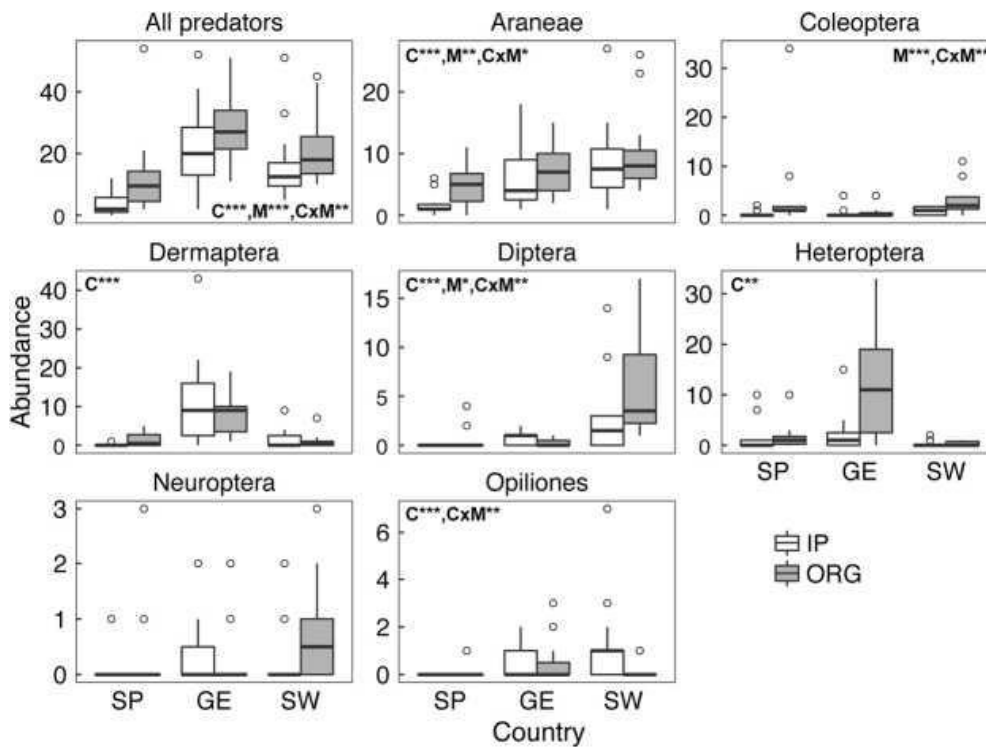 All predators
Araneae
Coleoptera
C***,M**,CxM*
M***,CxM**
40
20
0
20
10
0
30
20
10
0
C***,M***,CxM**
Dermaptera
Diptera
Heteroptera
C***
C***,M*,CxM**
C**
Abundance
40
30
20
10
0
15
10
5
0
30
20
10
0
SP
GE
SW
Neuroptera
Opiliones
C***,CxM**
3
2
1
0
6
4
2
0
IP
ORG
SP
GE
SW
SP
GE
SW
Country